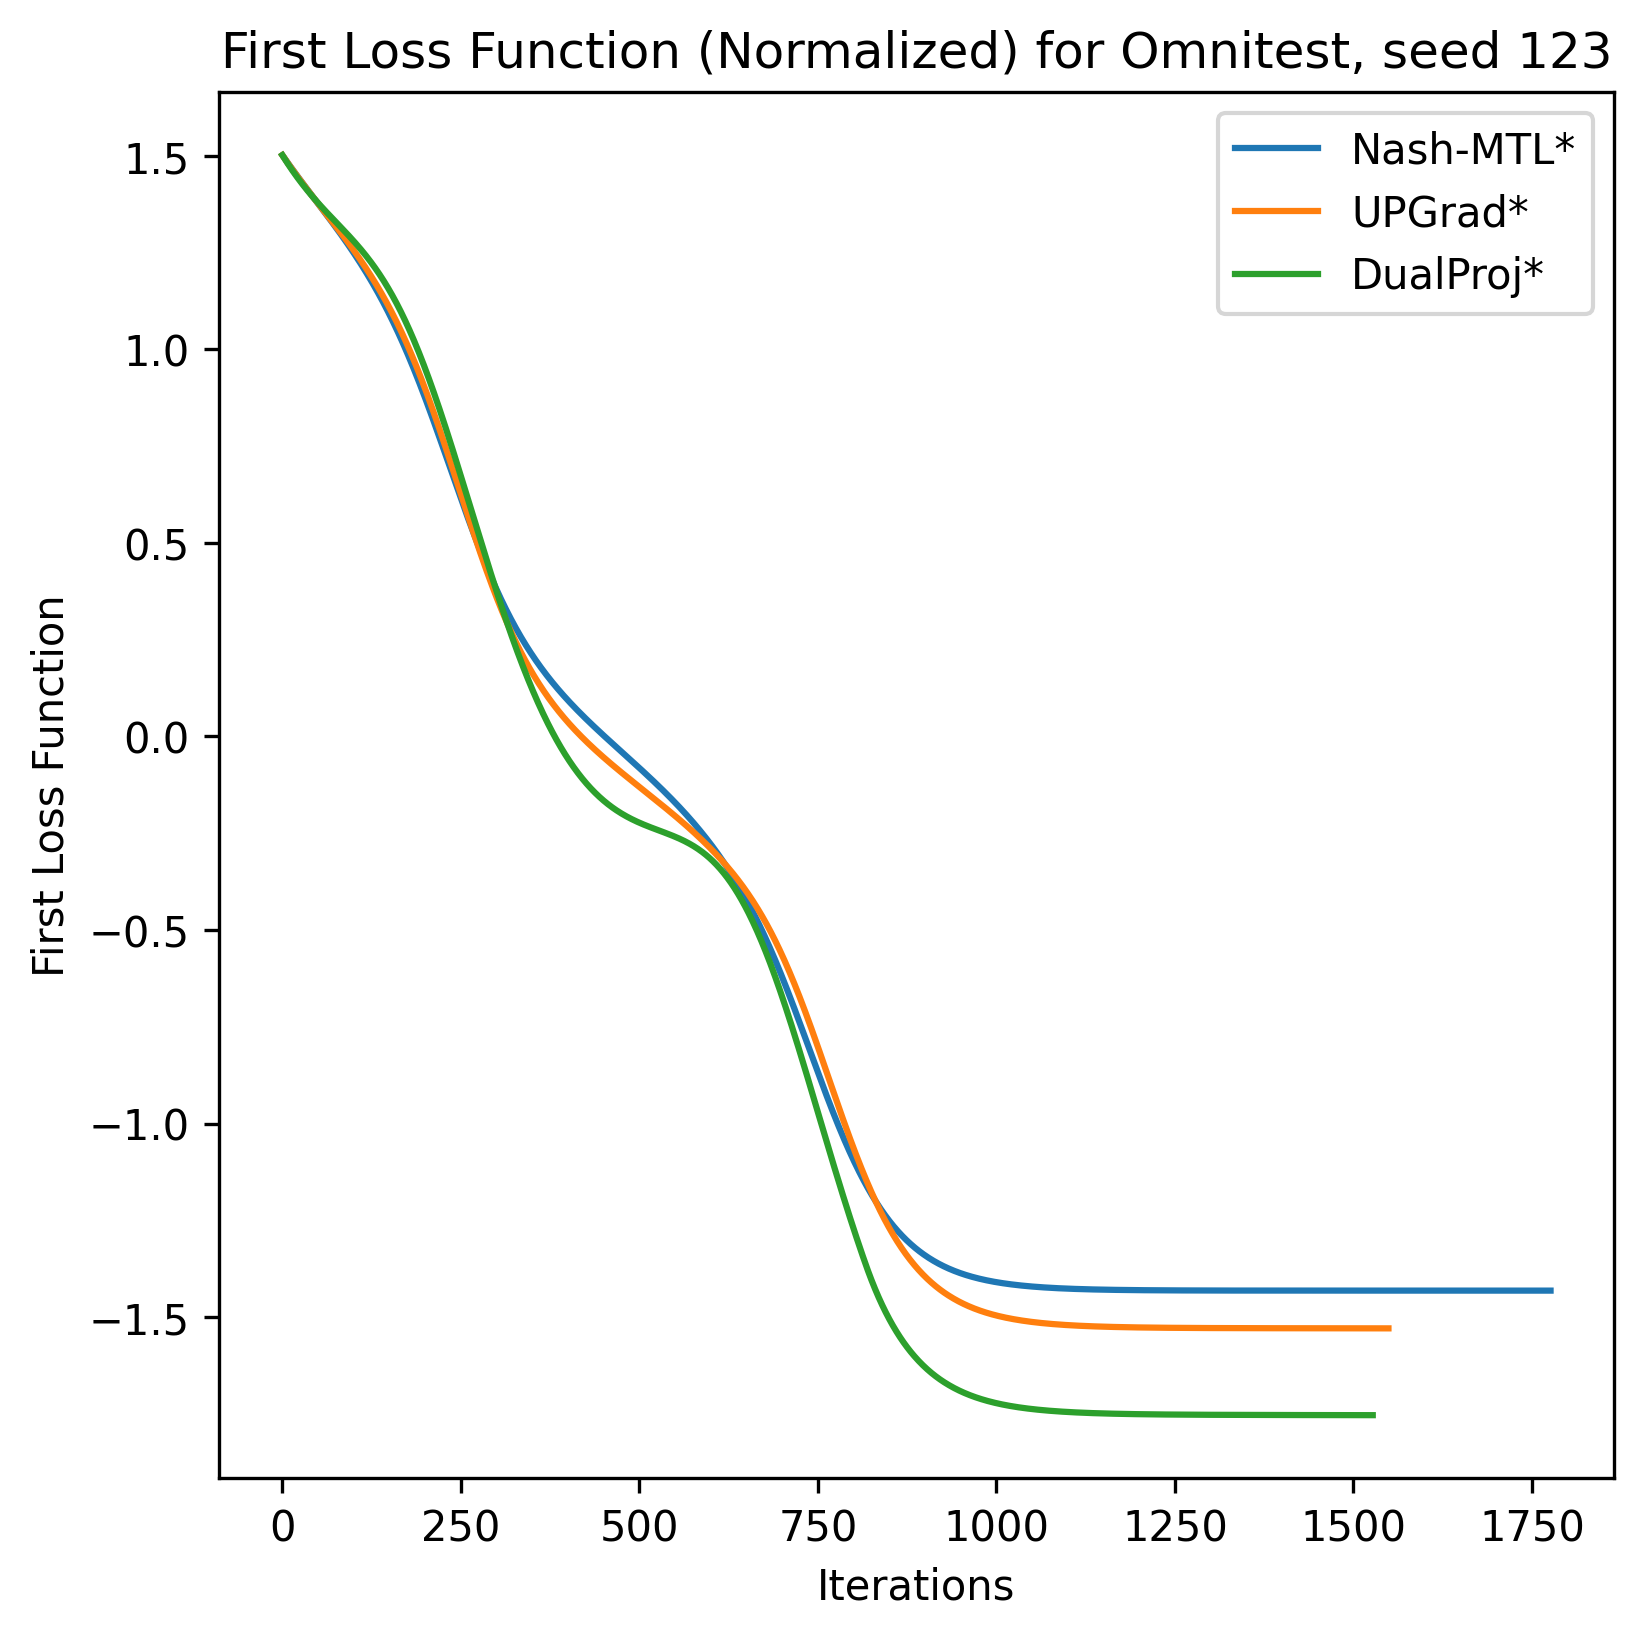 First Loss Function (Normalized) for Omnitest, seed 123
Nash-MTL*
UPGrad*
DualProj*
1.5
1.0
0.5
0.0
−0.5
−1.0
−1.5
First Loss Function
0 250 500 750 1000 1250 1500 1750
Iterations